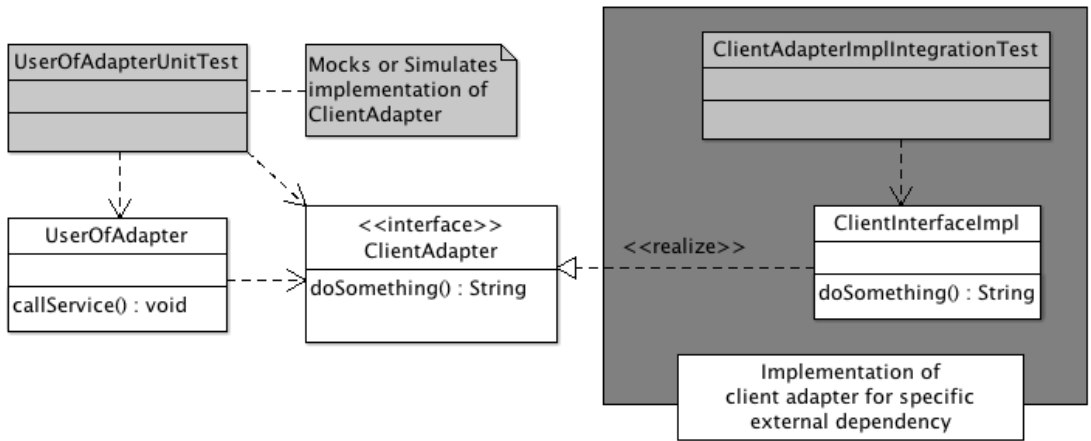 UserOfAdapterUnitTest
Mocks or Simulates
implementation of
ClientAdapter
ClientAdapterImplIntegrationTest
UserOfAdapter
callService() : void
<<interface>>
ClientAdapter
doSomething() : String
<<realize>>
ClientInterfaceImpl
doSomething() : String
Implementation of
client adapter for specific
external dependency